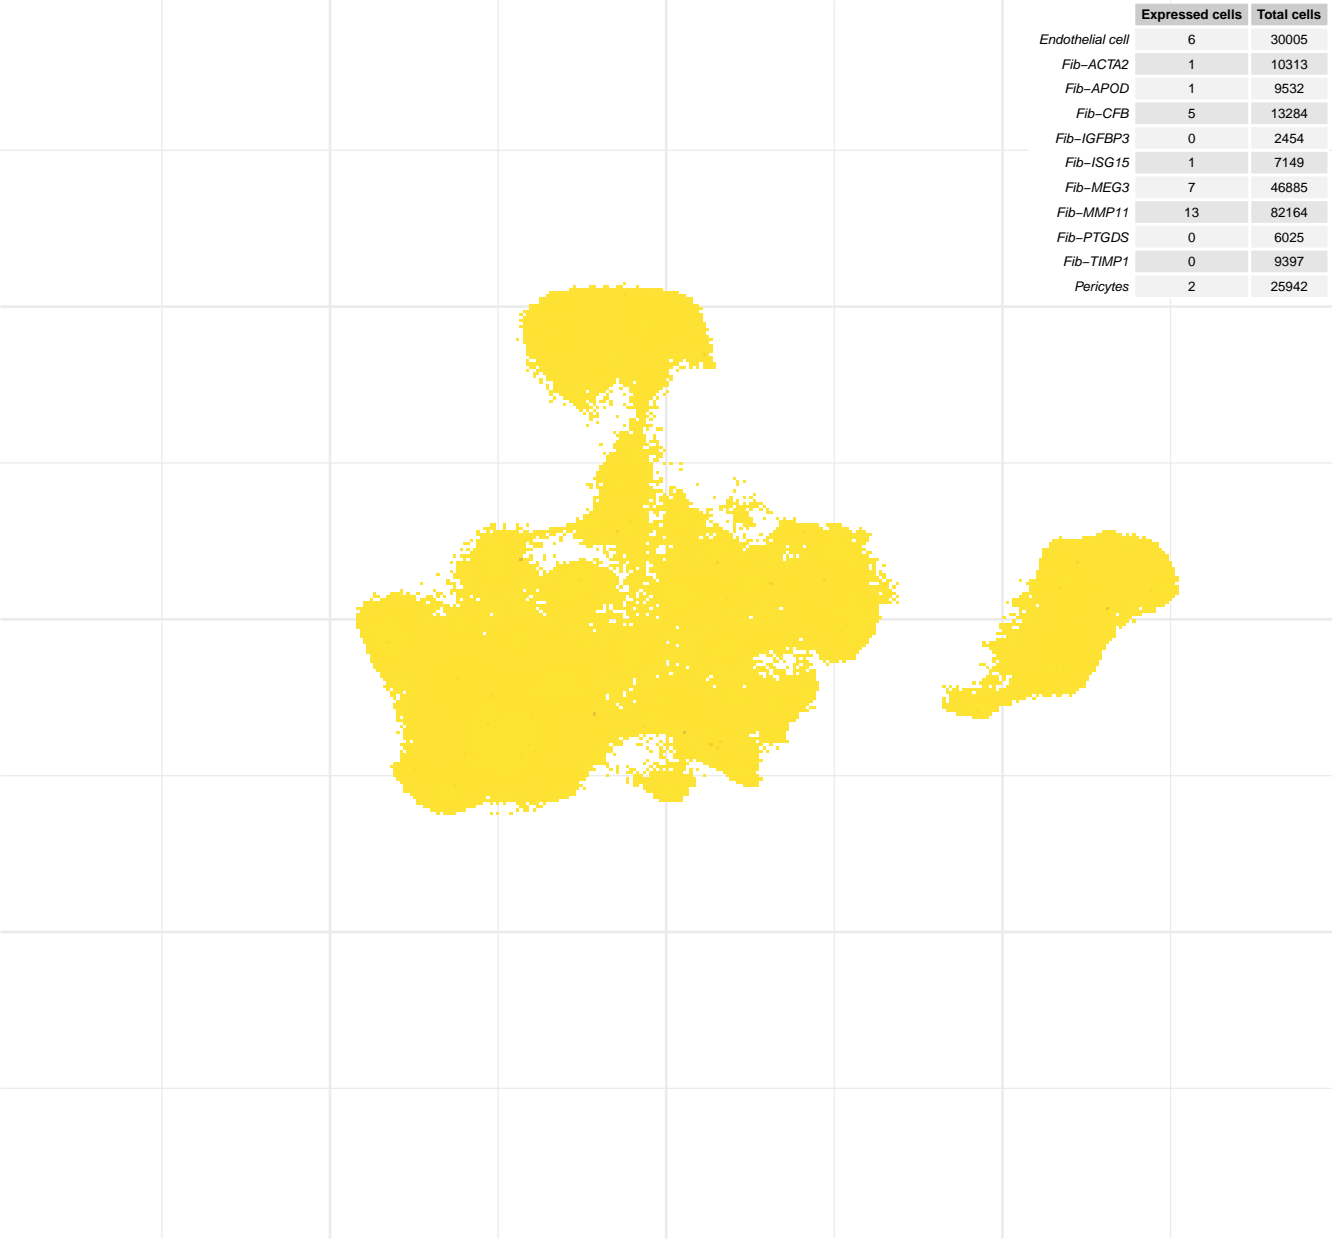 Expressed cells Total cells
Endothelial cell 6 30005
Fib−ACTA2 1 10313
Fib−APOD 1 9532
Fib−CFB 5 13284
Fib−IGFBP3 0 2454
Fib−ISG15 1 7149
Fib−MEG3 7 46885
Fib−MMP11 13 82164
Fib−PTGDS 0 6025
Fib−TIMP1 0 9397
Pericytes 2 25942